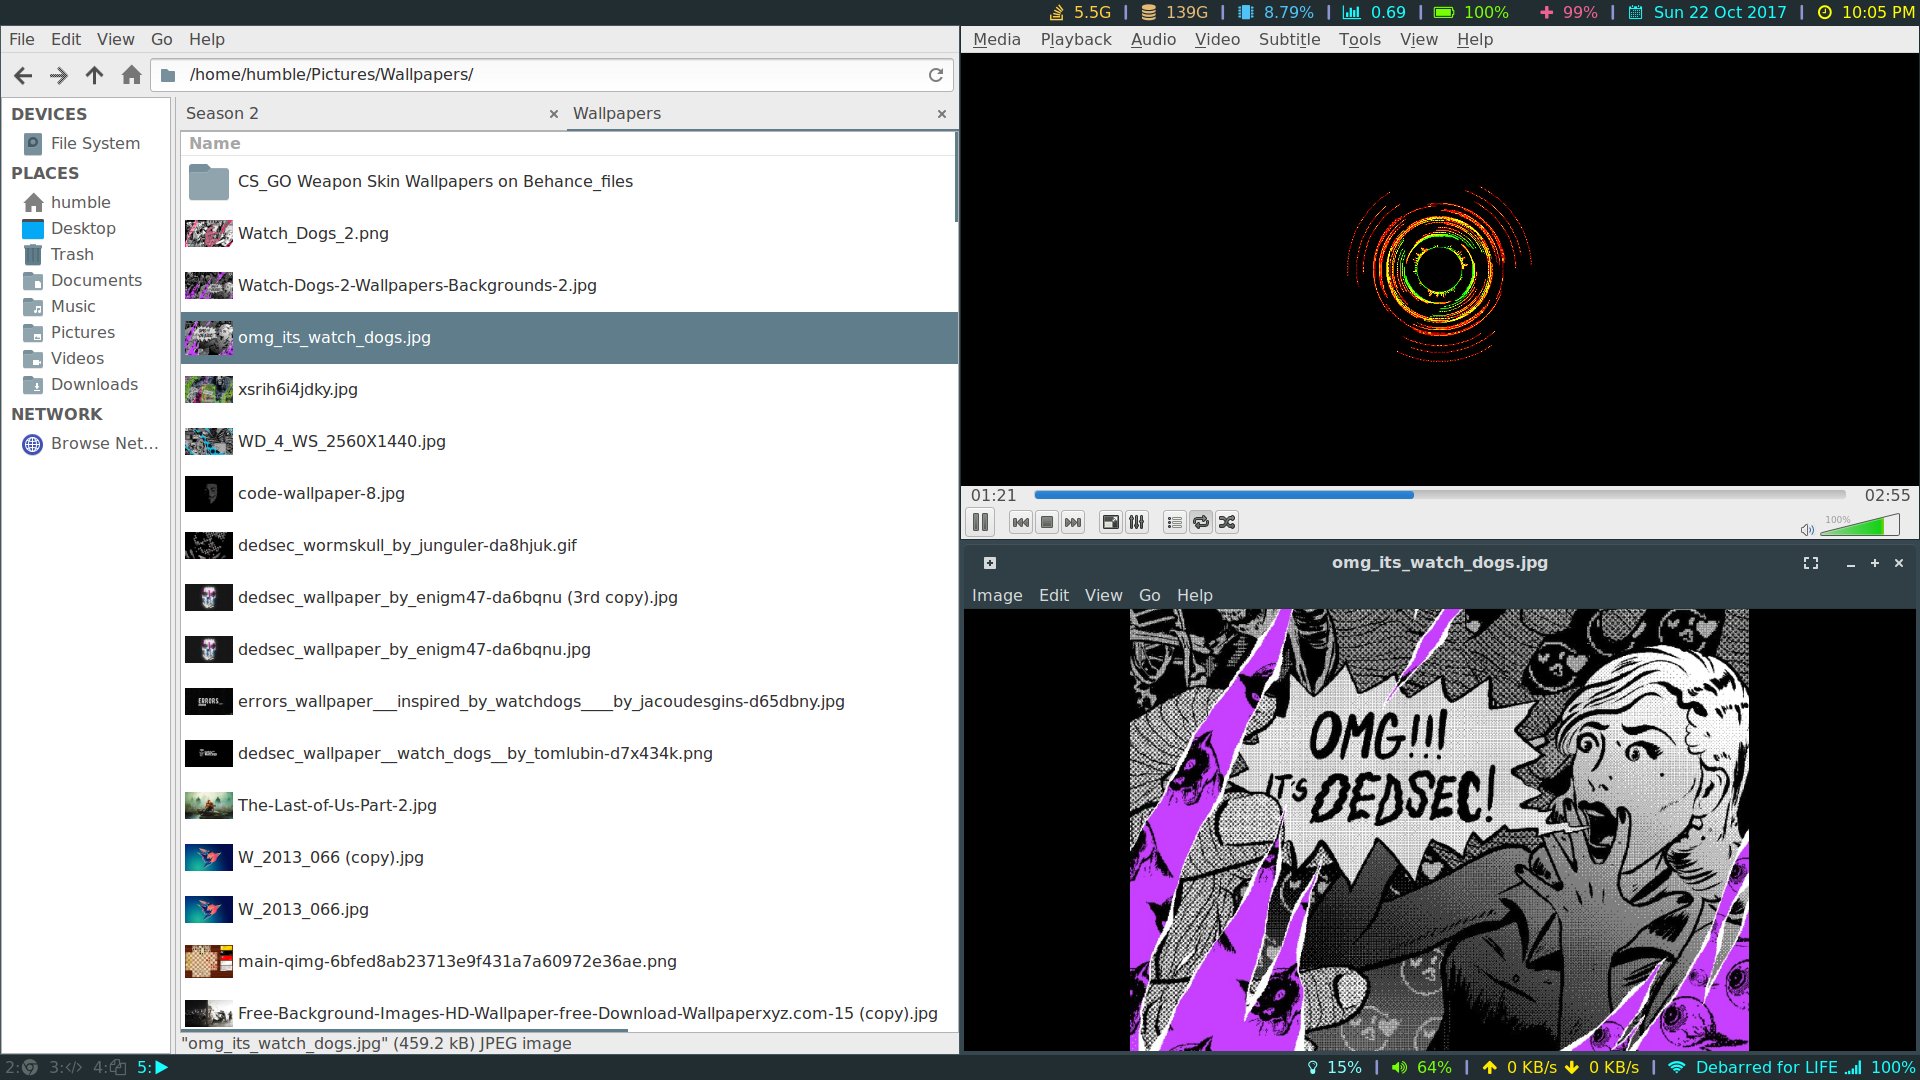 5.5G | 139G | 8.79% | 0.69 | 100% 99% | Sun 22 Oct 2017 | 10:05 PM
File Edit View Go Help
/home/humble/Pictures/Wallpapers/
DEVICES
File System
PLACES
humble
Desktop
Trash
Documents
Music
Pictures
Videos
Downloads
NETWORK
Browse Net...
Season 2
Wallpapers
Name
CS_GO Weapon Skin Wallpapers on Behance_files
Watch_Dogs_2.png
Watch-Dogs-2-Wallpapers-Backgrounds-2.jpg
omg_its_watch_dogs.jpg
xsrih6i4jdky.jpg
WD_4_WS_2560X1440.jpg
code-wallpaper-8.jpg
dedsec_wormskull_by_junguler-da8hjuk.gif
dedsec_wallpaper_by_enigm47-da6bqnu (3rd copy).jpg
dedsec_wallpaper_by_enigm47-da6bqnu.jpg
errors_wallpaper___inspired_by_watchdogs____by_jacoudesgins-d65dbny.jpg
dedsec_wallpaper__watch_dogs__by_tomlubin-d7x434k.png
The-Last-of-Us-Part-2.jpg
W_2013_066 (copy).jpg
W_2013_066.jpg
main-qimg-6bfed8ab23713e9f431a7a60972e36ae.png
Free-Background-Images-HD-Wallpaper-free-Download-Wallpaperxyz.com-15 (copy).jpg
"omg_its_watch_dogs.jpg" (459.2 kB) JPEG image
Media Playback Audio Video Subtitle Tools View Help
01:21
02:55
100%
omg_its_watch_dogs.jpg
Image Edit View Go Help
OMG!!!
IT'S DEDSEC!
2: 3:</> 4: 5:
15% | 64% | 0 KB/s 0 KB/s | Debarred for LIFE 100%